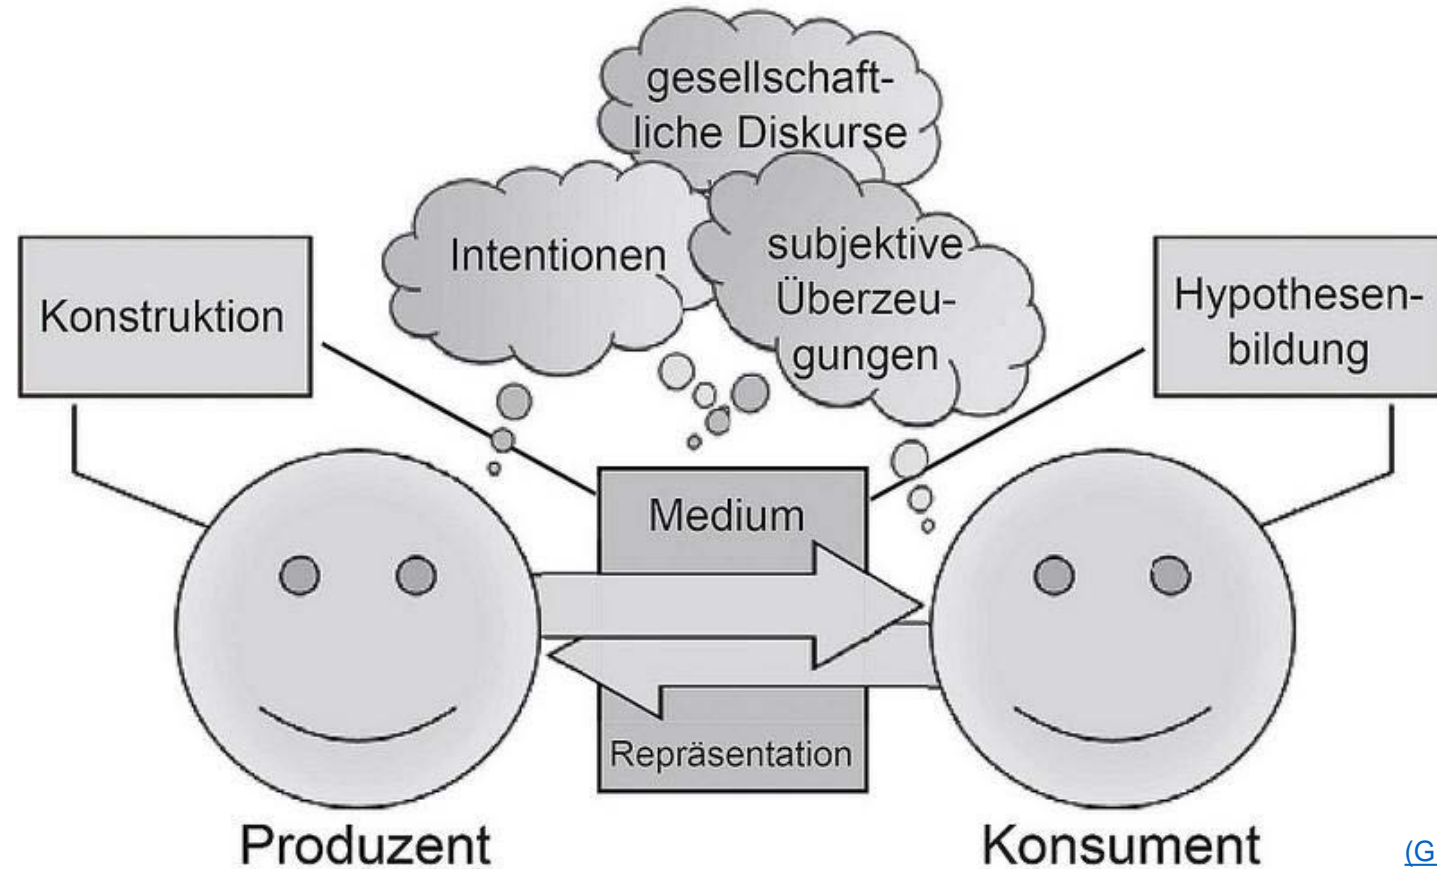 gesellschaft-
liche Diskurse
Intentionen
subjektive
Überzeu-
gungen
Konstruktion
Hypothesen-
bildung
Medium
Repräsentation
Produzent
Konsument
(G